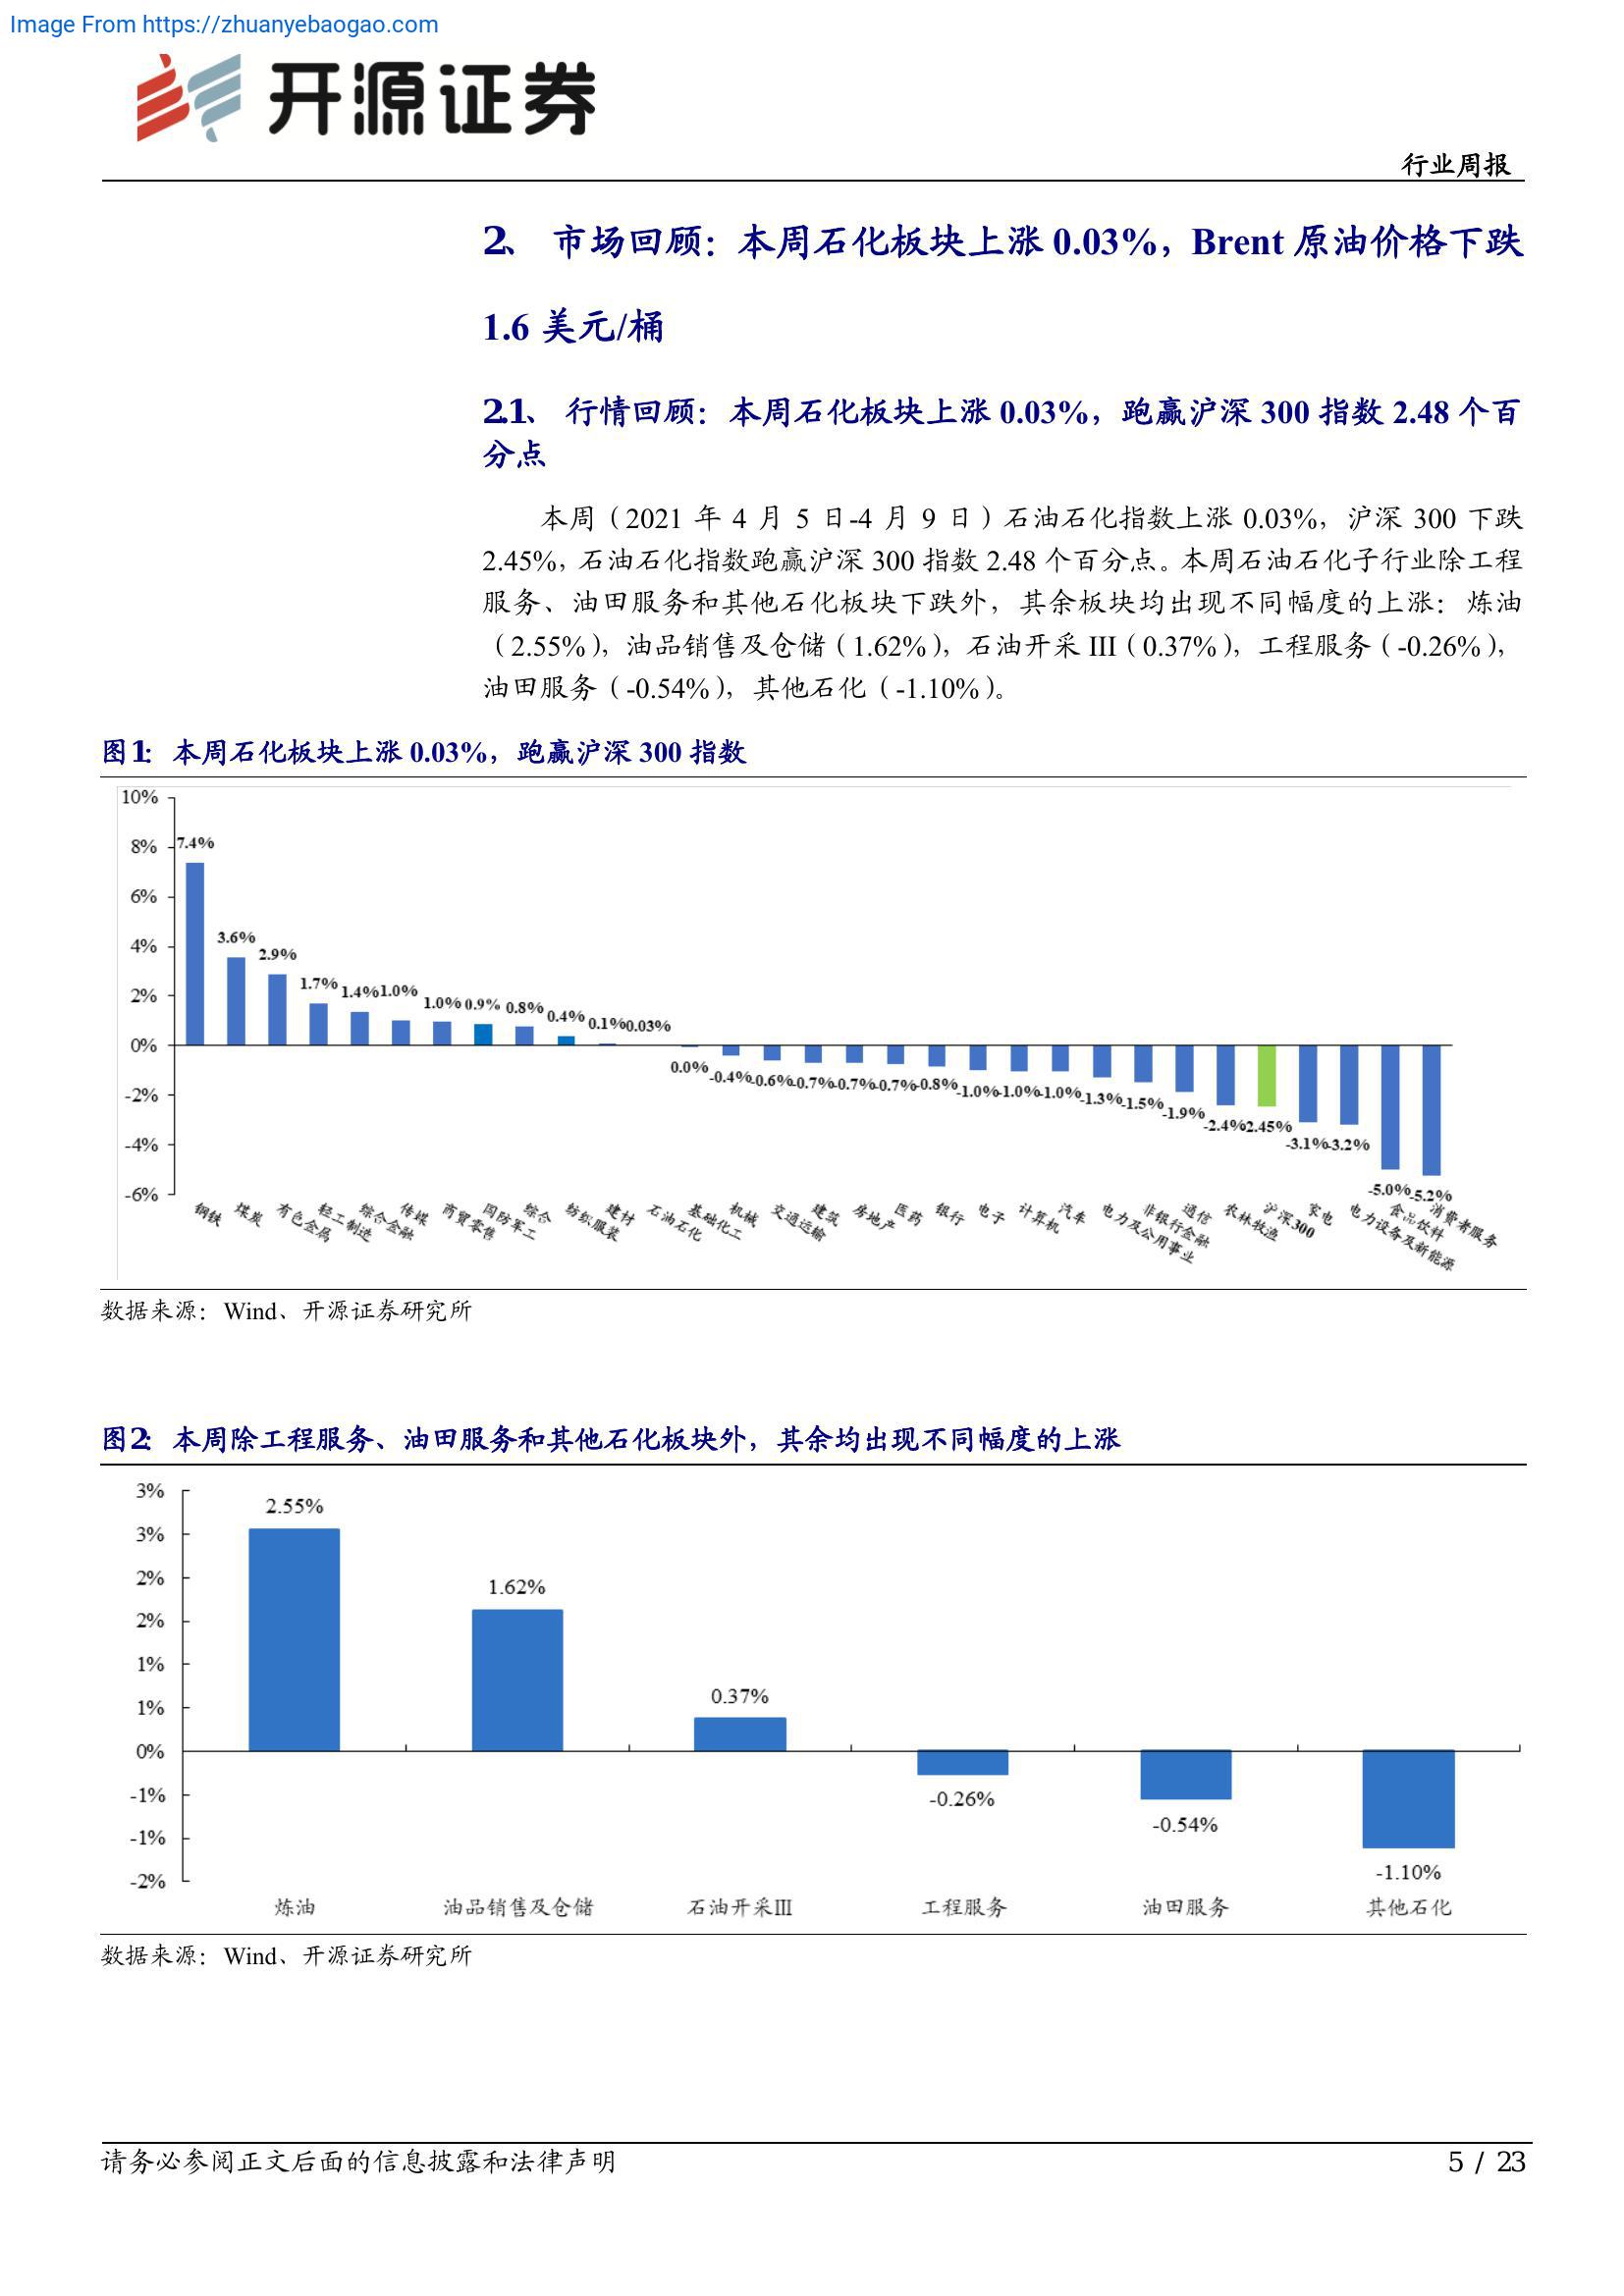 Image From https://zhuanyebaogao.com
开源证券
行业周报
2、 市场回顾：本周石化板块上涨 0.03%，Brent 原油价格下跌
1.6 美元/桶
2.1、 行情回顾：本周石化板块上涨 0.03%，跑赢沪深 300 指数 2.48 个百
分点
本周（2021 年 4 月 5 日-4 月 9 日）石油石化指数上涨 0.03%，沪深 300 下跌
2.45%，石油石化指数跑赢沪深 300 指数 2.48 个百分点。本周石油石化子行业除工程
服务、油田服务和其他石化板块下跌外，其余板块均出现不同幅度的上涨：炼油
（2.55%），油品销售及仓储（1.62%），石油开采 III（0.37%），工程服务（-0.26%），
油田服务（-0.54%），其他石化（-1.10%）。
图1： 本周石化板块上涨 0.03%，跑赢沪深 300 指数
10%
8%
6%
4%
2%
0%
-2%
-4%
-6%
7.4% 3.6% 2.9% 1.7% 1.4% 1.0% 1.0% 0.9% 0.8% 0.4% 0.1% 0.03%
0.0% -0.4% -0.6% -0.7% -0.7% -0.7% -0.8% -1.0% -1.0% -1.0% -1.3% -1.5% -1.9% -2.4% -2.45% -3.1% -3.2% -5.0% -5.2%
钢铁 煤炭 有色金属 轻工制造 综合金融 传媒 商贸零售 国防军工 综合 纺织服装 建材 石油石化 基础化工 机械 交通运输 建筑 房地产 医药 银行 电子 计算机 汽车 电力及公用事业 非银行金融 通信 农林牧渔 沪深300 家电 电力设备及新能源 食品饮料 消费者服务
数据来源：Wind、开源证券研究所
图2： 本周除工程服务、油田服务和其他石化板块外，其余均出现不同幅度的上涨
3%
3%
2%
2%
1%
1%
0%
-1%
-1%
-2%
2.55% 1.62% 0.37% -0.26% -0.54% -1.10%
炼油 油品销售及仓储 石油开采Ⅲ 工程服务 油田服务 其他石化
数据来源：Wind、开源证券研究所
请务必参阅正文后面的信息披露和法律声明
5 / 23